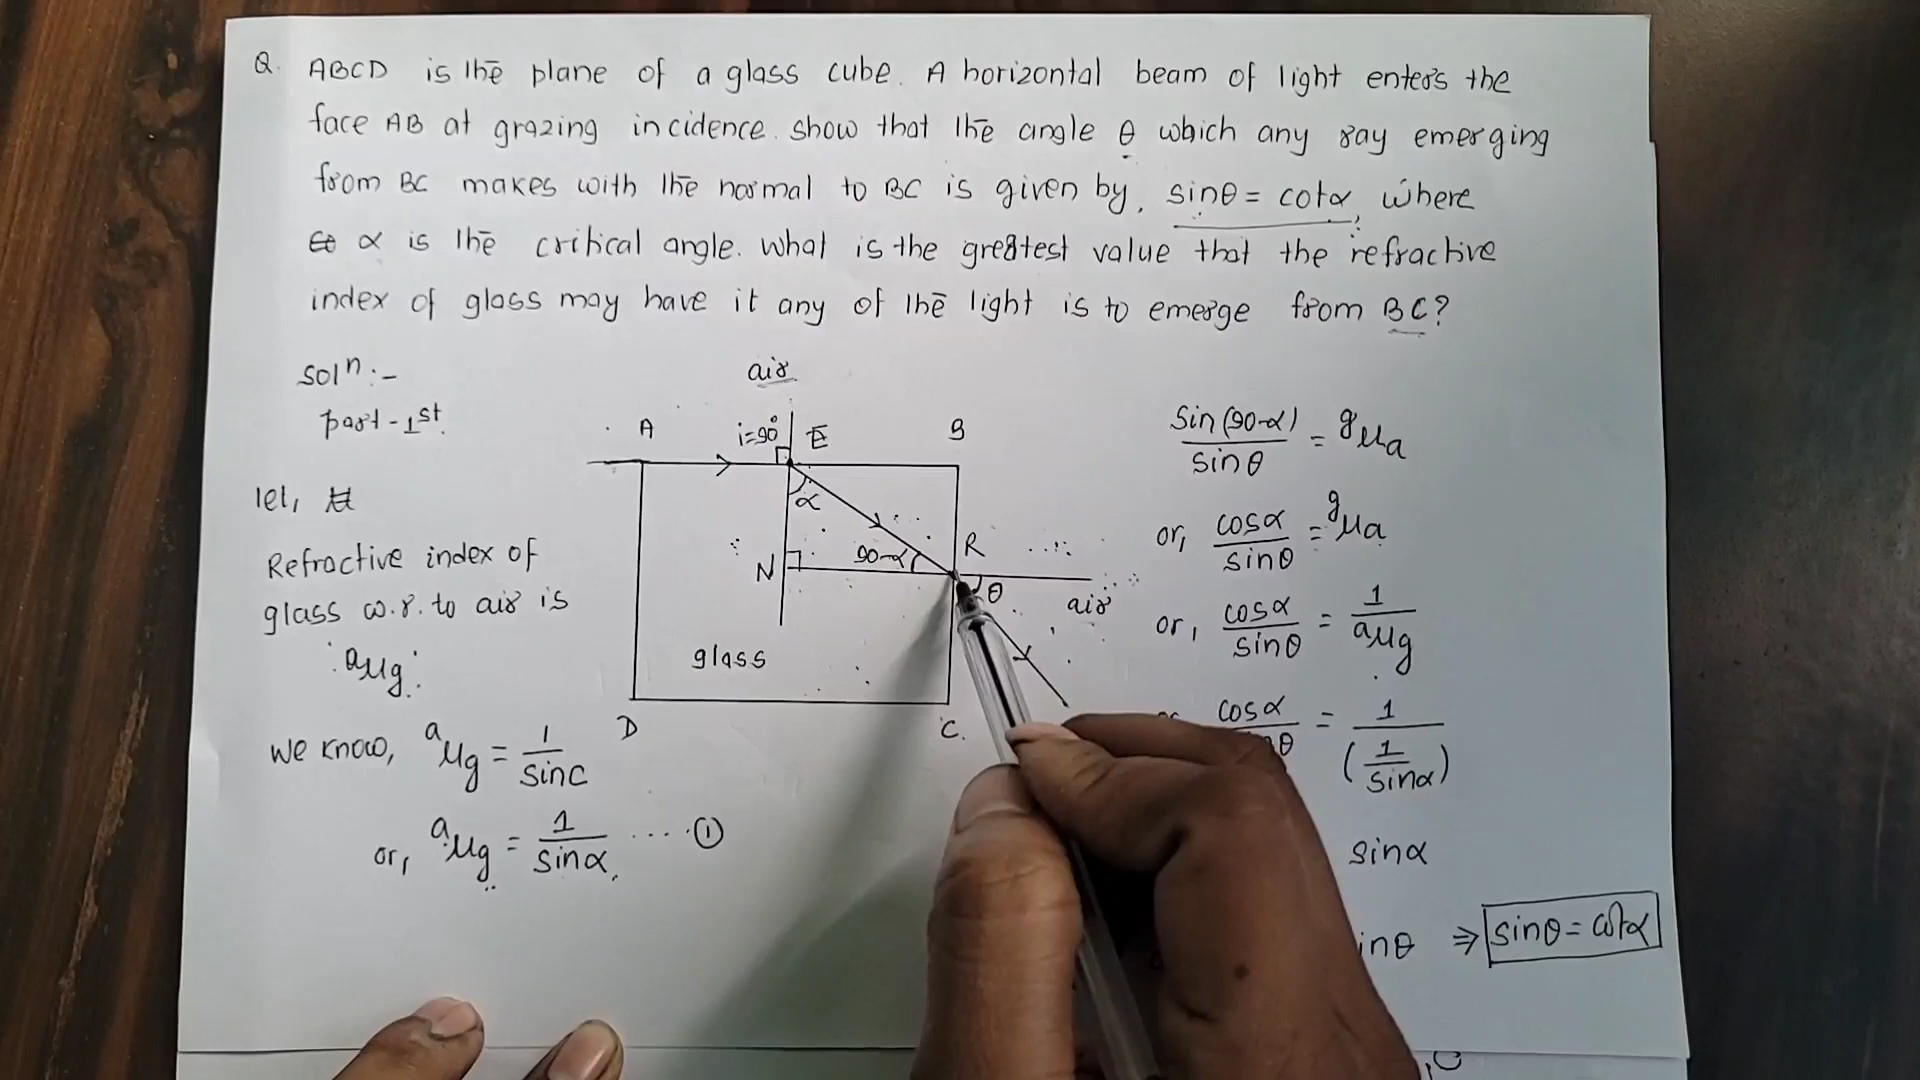 Q. ABCD is the plane of a glass cube. A horizontal beam of light enters the
face AB at grazing incidence. show that the angle θ which any ray emerging
from BC makes with the normal to BC is given by, sinθ = cotα, where
α is the critical angle. what is the greatest value that the refractive
index of glass may have it any of the light is to emerge from BC?
Solⁿ:-
part-1st.
let,
Refractive index of
glass w.r. to air is
ᵃμg
We know, ᵃμg = 1/sinc
or, ᵃμg = 1/sinα .... ①
air
A
i=90°
E
B
α
N
90-α
R
θ
air
glass
D
C.
sin(90-α)/sinθ = ᵍμa
or, cosα/sinθ = ᵍμa
or, cosα/sinθ = 1/ᵃμg
cosα/θ = 1/(1/sinα)
sinα
inθ ⇒ sinθ = cotα